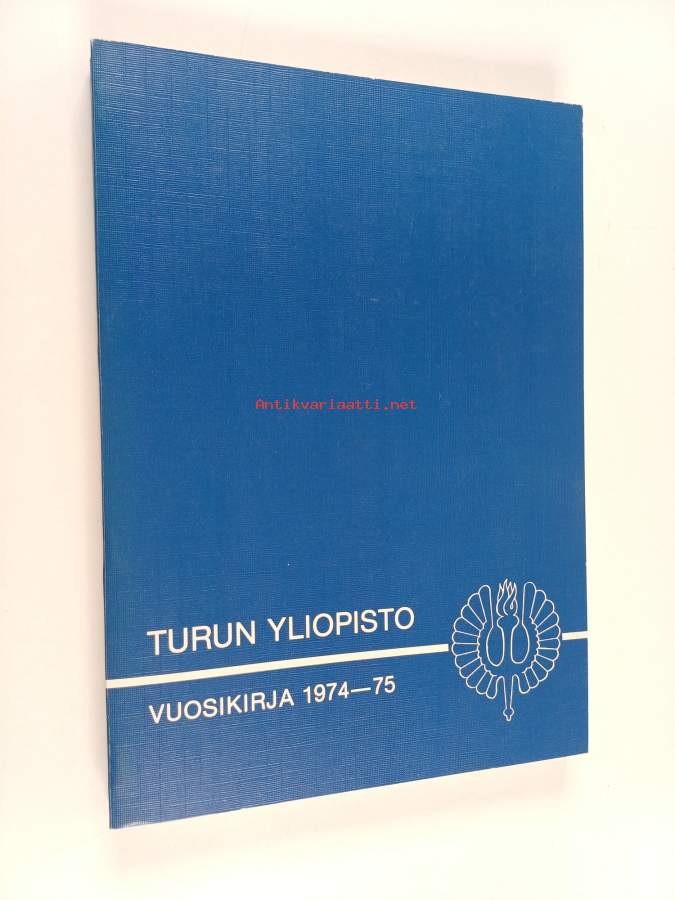 Antikvariaatti.net
TURUN YLIOPISTO
VUOSIKIRJA 1974—75